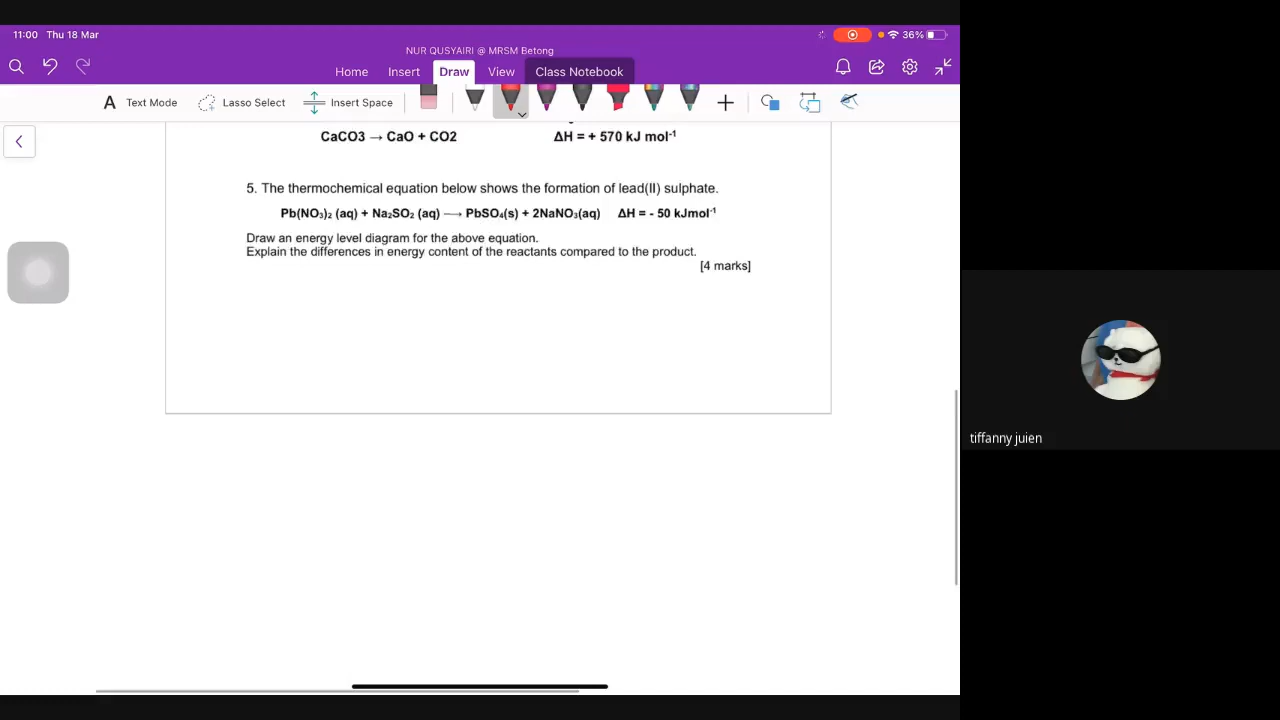 11:00 Thu 18 Mar
36%
NUR QUSYAIRI @ MRSM Betong
Home Insert Draw View Class Notebook
A Text Mode Lasso Select Insert Space
CaCO3 → CaO + CO2 ΔH = + 570 kJ mol⁻¹
5. The thermochemical equation below shows the formation of lead(II) sulphate.
Pb(NO₃)₂ (aq) + Na₂SO₂ (aq) ⟶ PbSO₄(s) + 2NaNO₃(aq) ΔH = - 50 kJmol⁻¹
Draw an energy level diagram for the above equation.
Explain the differences in energy content of the reactants compared to the product.
[4 marks]
tiffanny juien